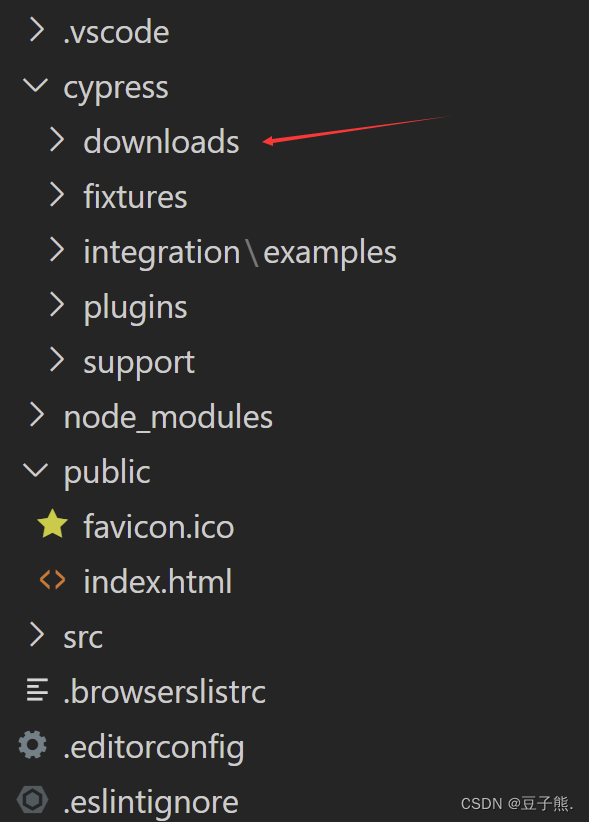 .vscode
cypress
downloads
fixtures
integration\examples
plugins
support
node_modules
public
favicon.ico
index.html
src
.browserslistrc
.editorconfig
.eslintignore
CSDN @豆子熊.